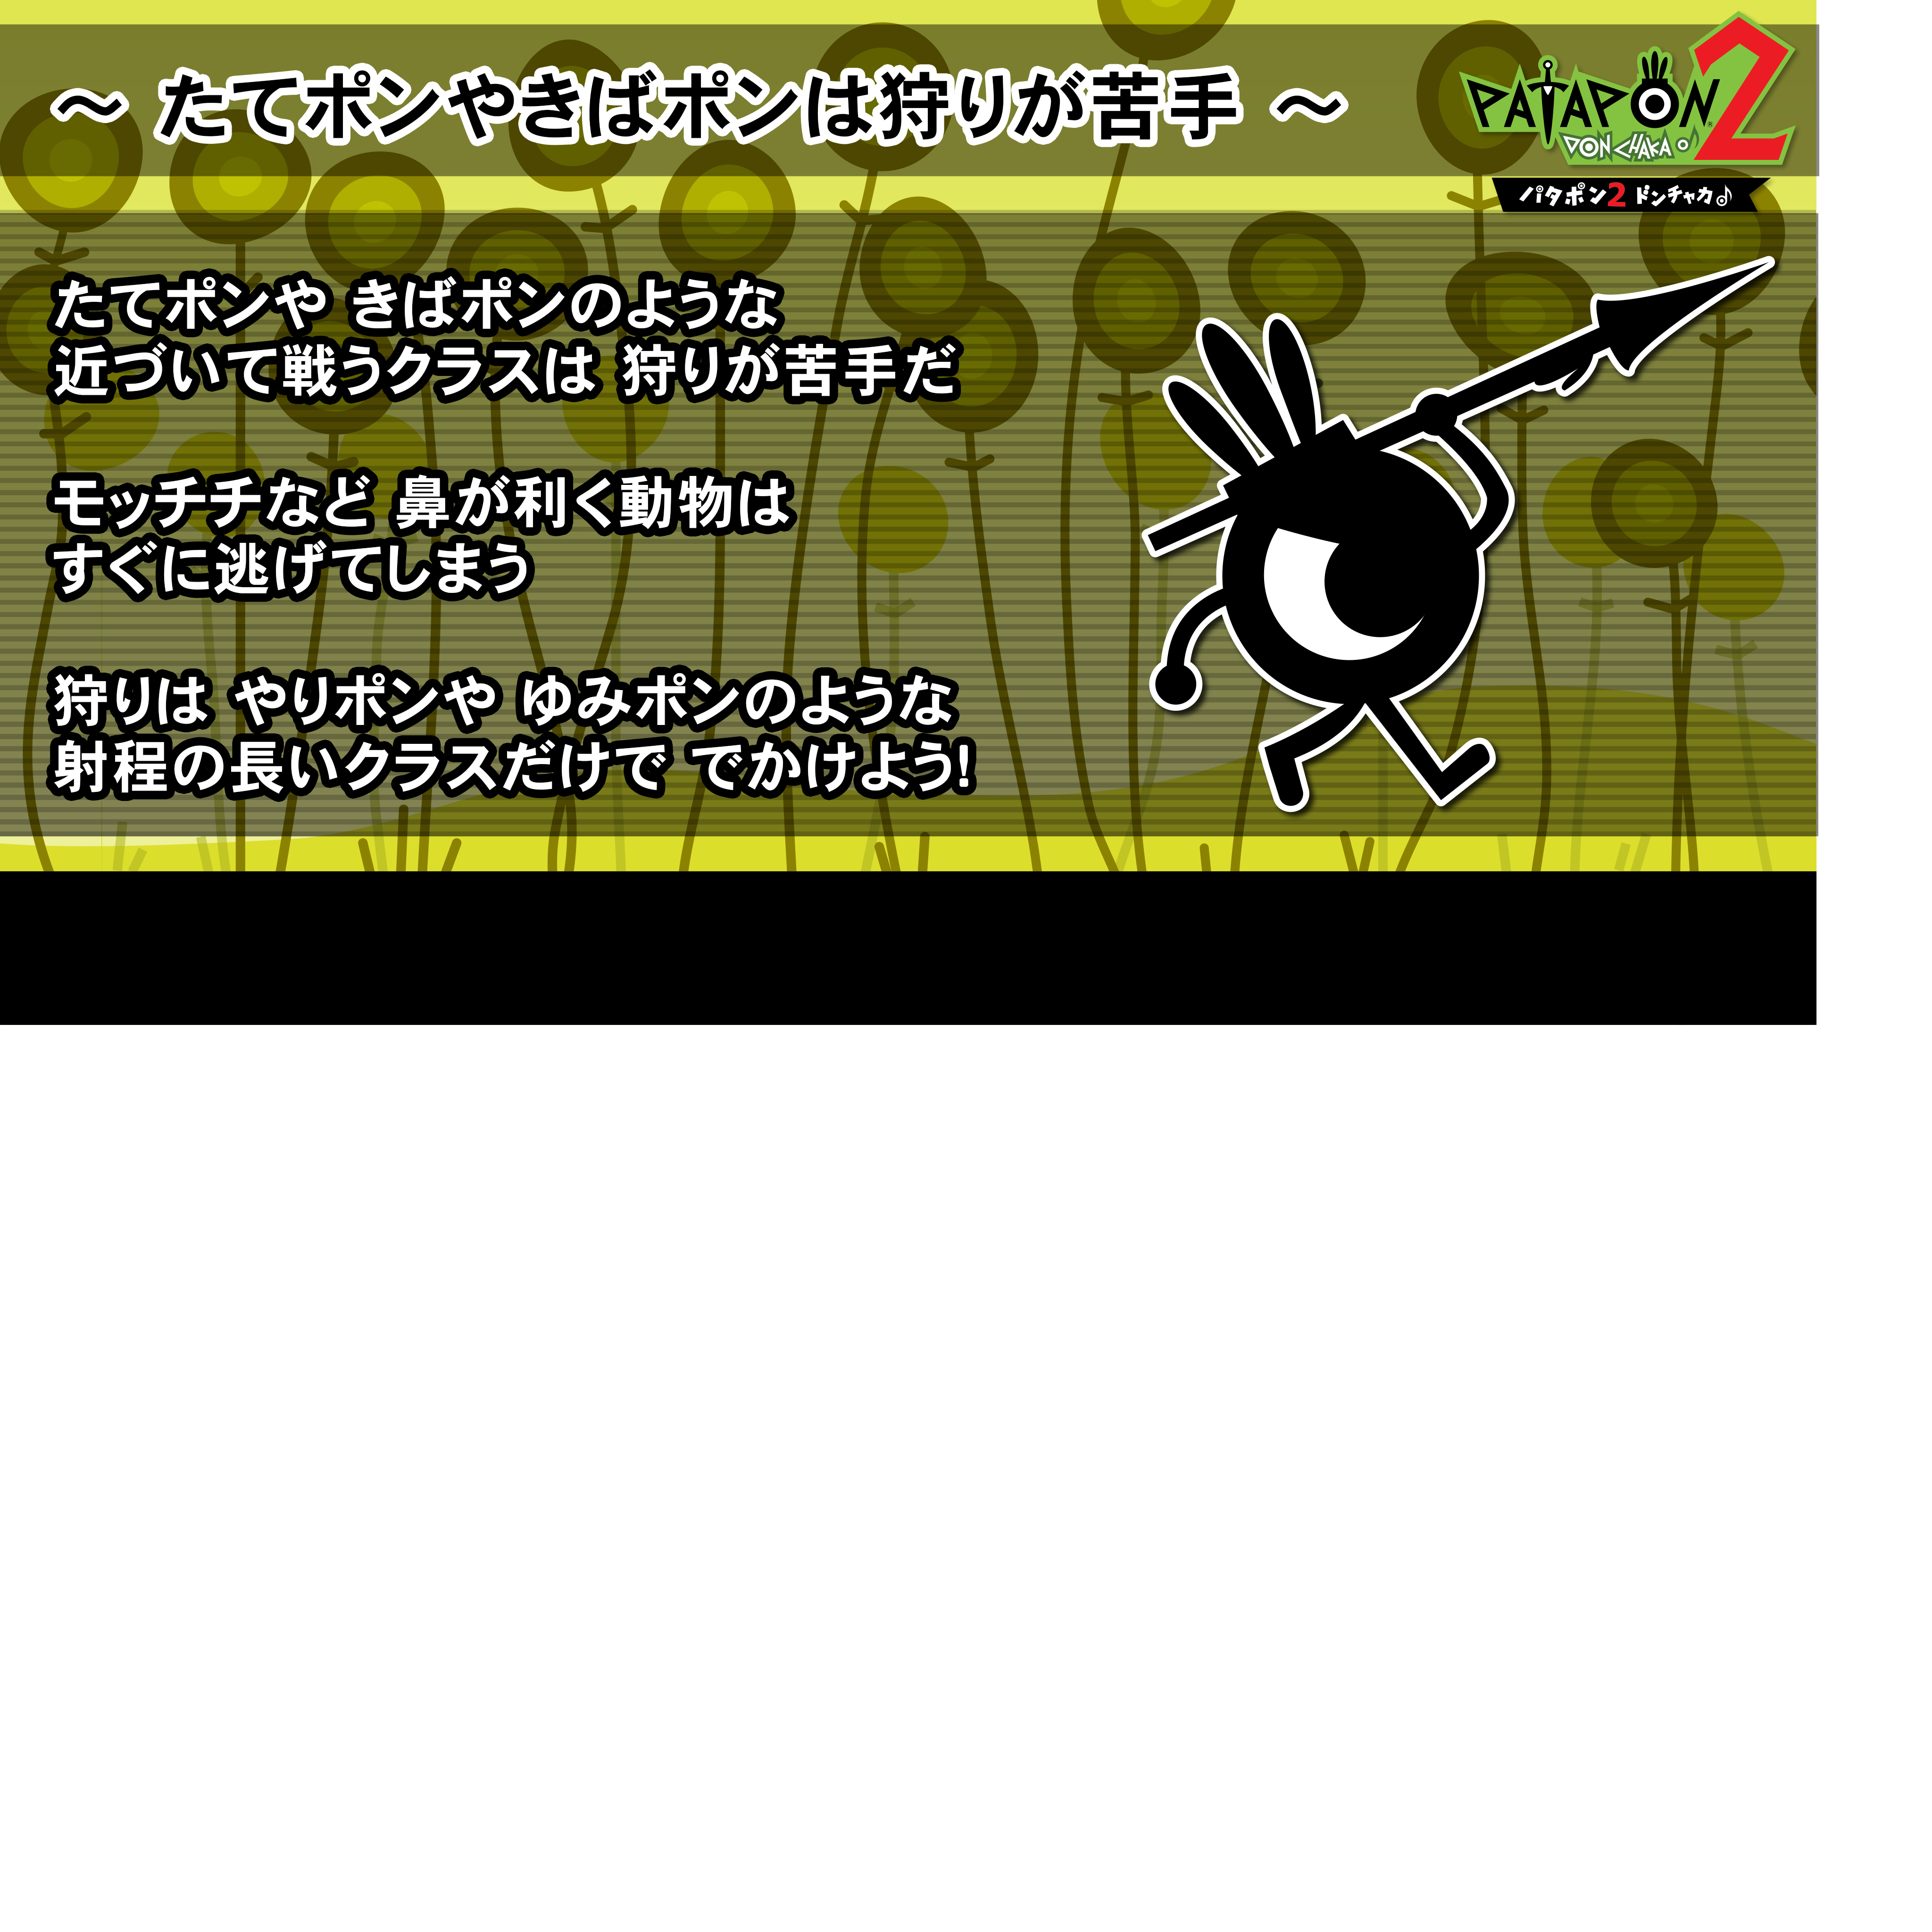 ～ たてポンやきばポンは狩りが苦手 ～
PATAPON2
DONCHAKA♪
パタポン2 ドンチャカ♪
たてポンや きばポンのような
近づいて戦うクラスは 狩りが苦手だ
モッチチなど 鼻が利く動物は
すぐに逃げてしまう
狩りは やりポンや ゆみポンのような
射程の長いクラスだけで でかけよう!